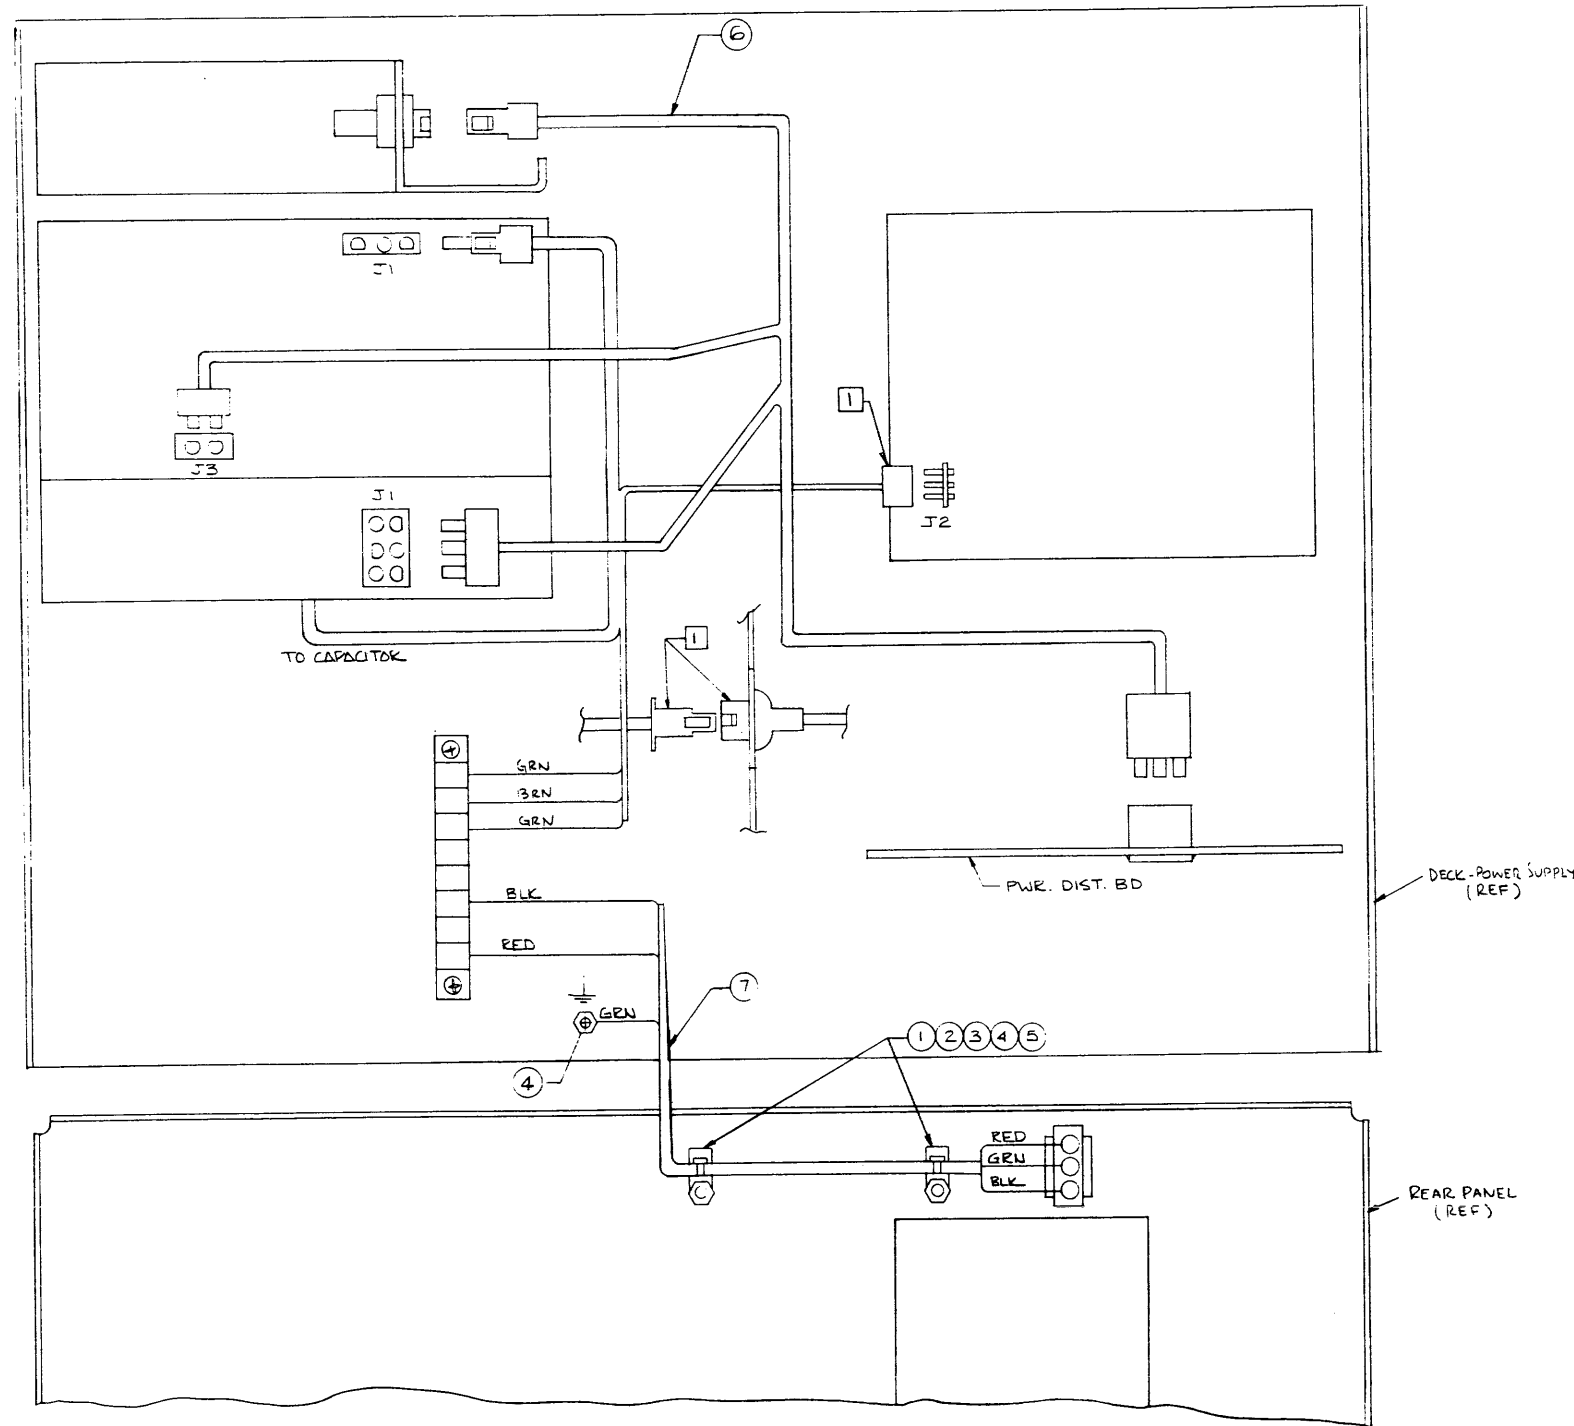 6
J1
1
J3
J1
J2
TO CAPACITOR
1
GRN
BRN
GRN
PWR. DIST. BD
DECK-POWER SUPPLY
(REF)
BLK
RED
7
GRN
1 2 3 4 5
4
RED
GRN
BLK
REAR PANEL
(REF)